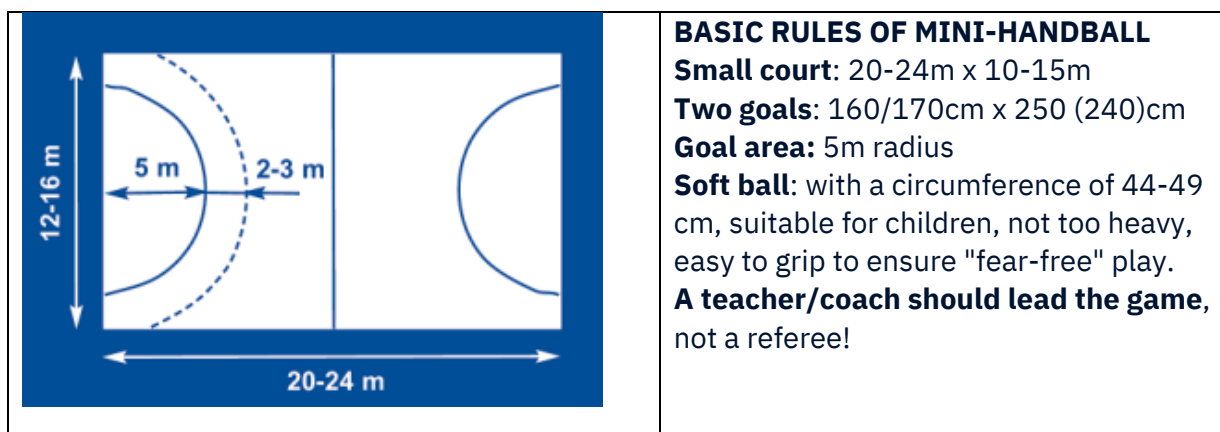 5 m
2-3 m
12-16 m
20-24 m
BASIC RULES OF MINI-HANDBALL
Small court: 20-24m x 10-15m
Two goals: 160/170cm x 250 (240)cm
Goal area: 5m radius
Soft ball: with a circumference of 44-49
cm, suitable for children, not too heavy,
easy to grip to ensure "fear-free" play.
A teacher/coach should lead the game,
not a referee!